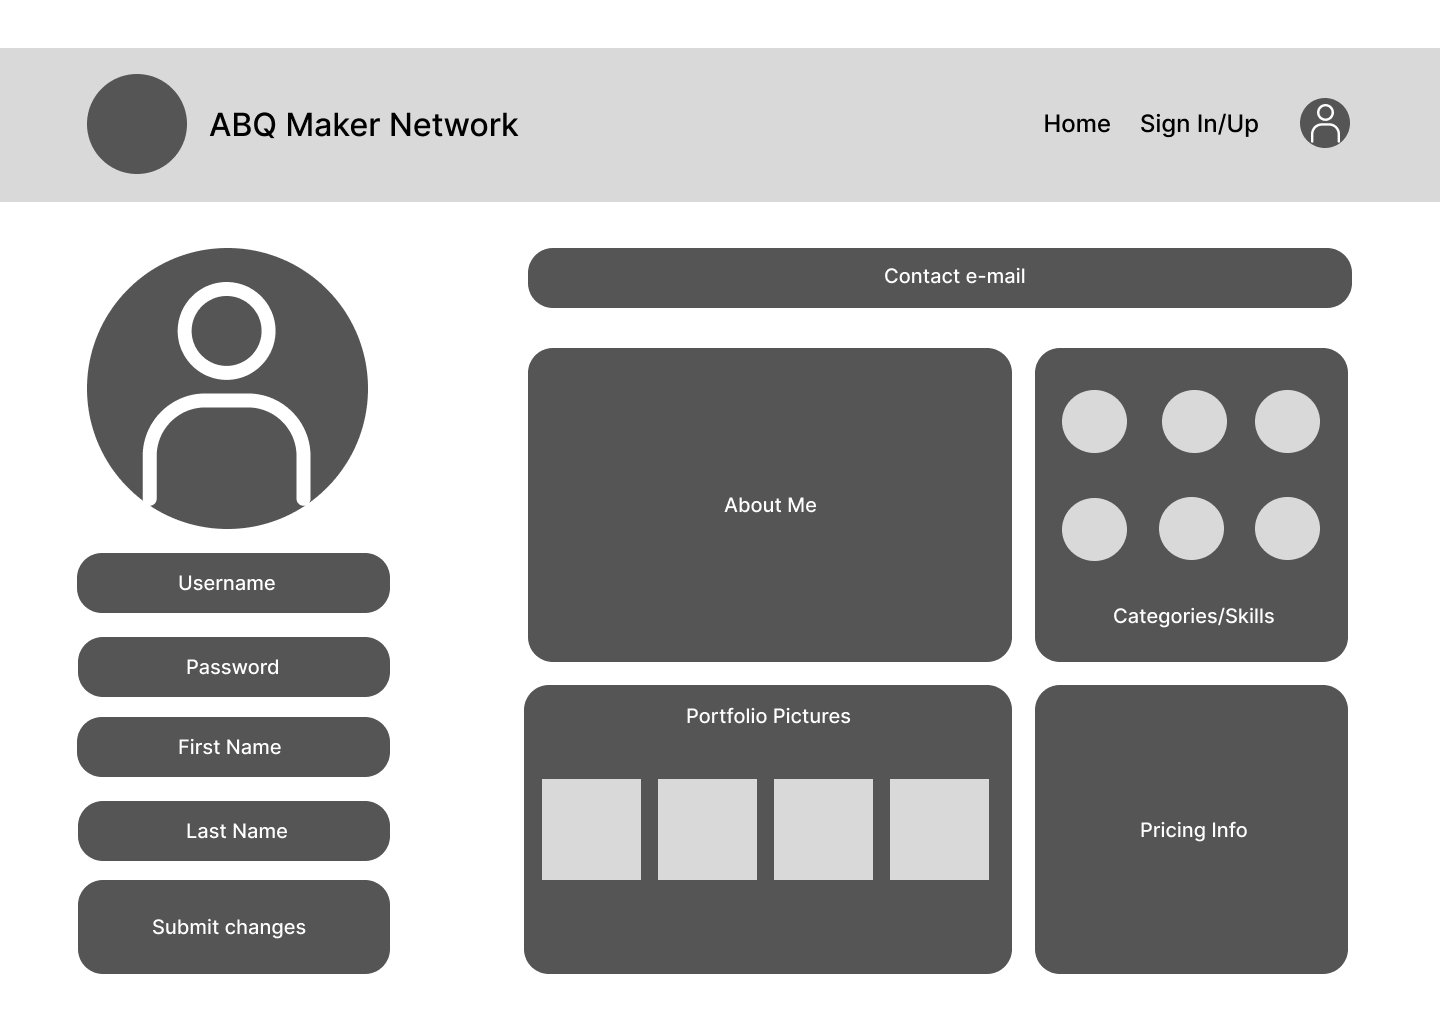 ABQ Maker Network
Home
Sign In/Up
Username
Password
First Name
Last Name
Submit changes
Contact e-mail
About Me
Categories/Skills
Portfolio Pictures
Pricing Info